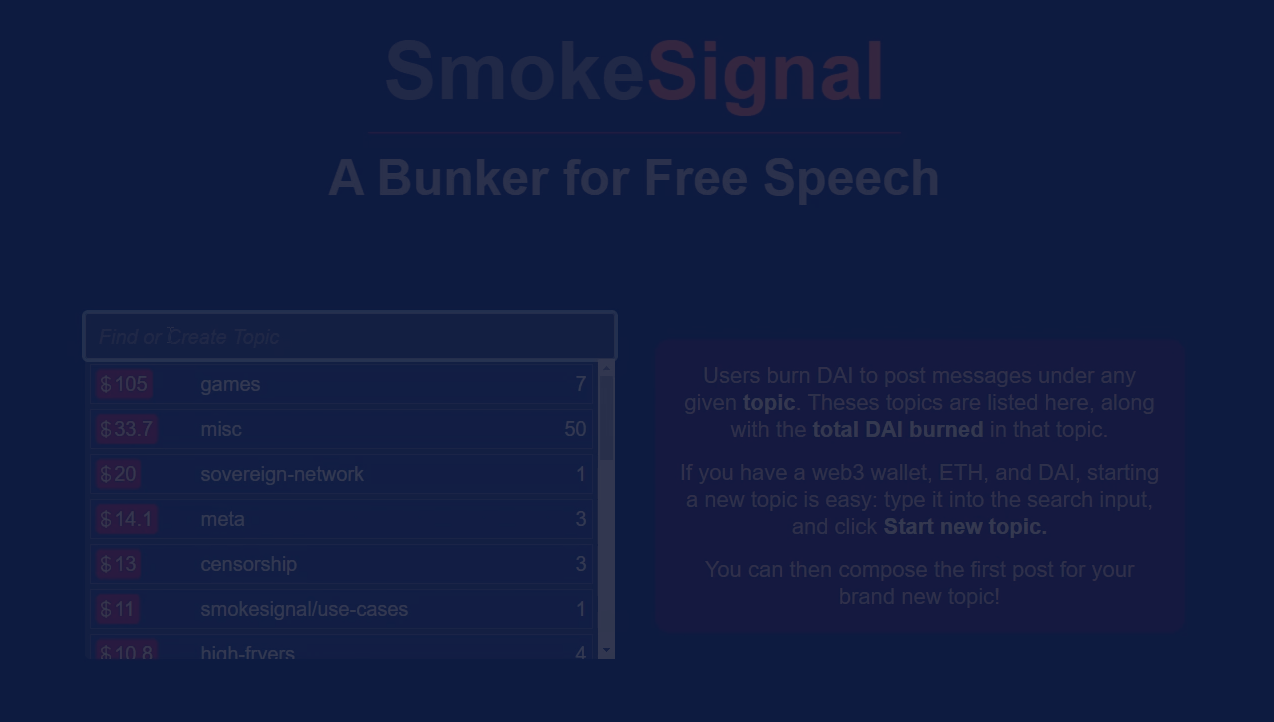 SmokeSignal
A Bunker for Free Speech
Find or Create Topic
$105 games 7
$33.7 misc 50
$20 sovereign-network 1
$14.1 meta 3
$13 censorship 3
$11 smokesignal/use-cases 1
$10.8 high-fryers 4
Users burn DAI to post messages under any
given topic. Theses topics are listed here, along
with the total DAI burned in that topic.
If you have a web3 wallet, ETH, and DAI, starting
a new topic is easy: type it into the search input,
and click Start new topic.
You can then compose the first post for your
brand new topic!